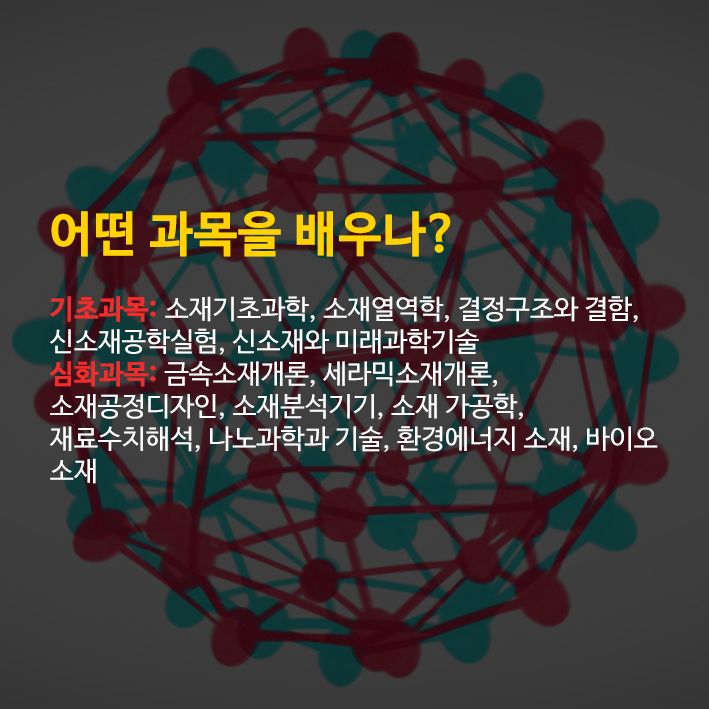 어떤 과목을 배우나?
기초과목: 소재기초과학, 소재열역학, 결정구조와 결함,
신소재공학실험, 신소재와 미래과학기술
심화과목: 금속소재개론, 세라믹소재개론,
소재공정디자인, 소재분석기기, 소재 가공학,
재료수치해석, 나노과학과 기술, 환경에너지 소재, 바이오
소재